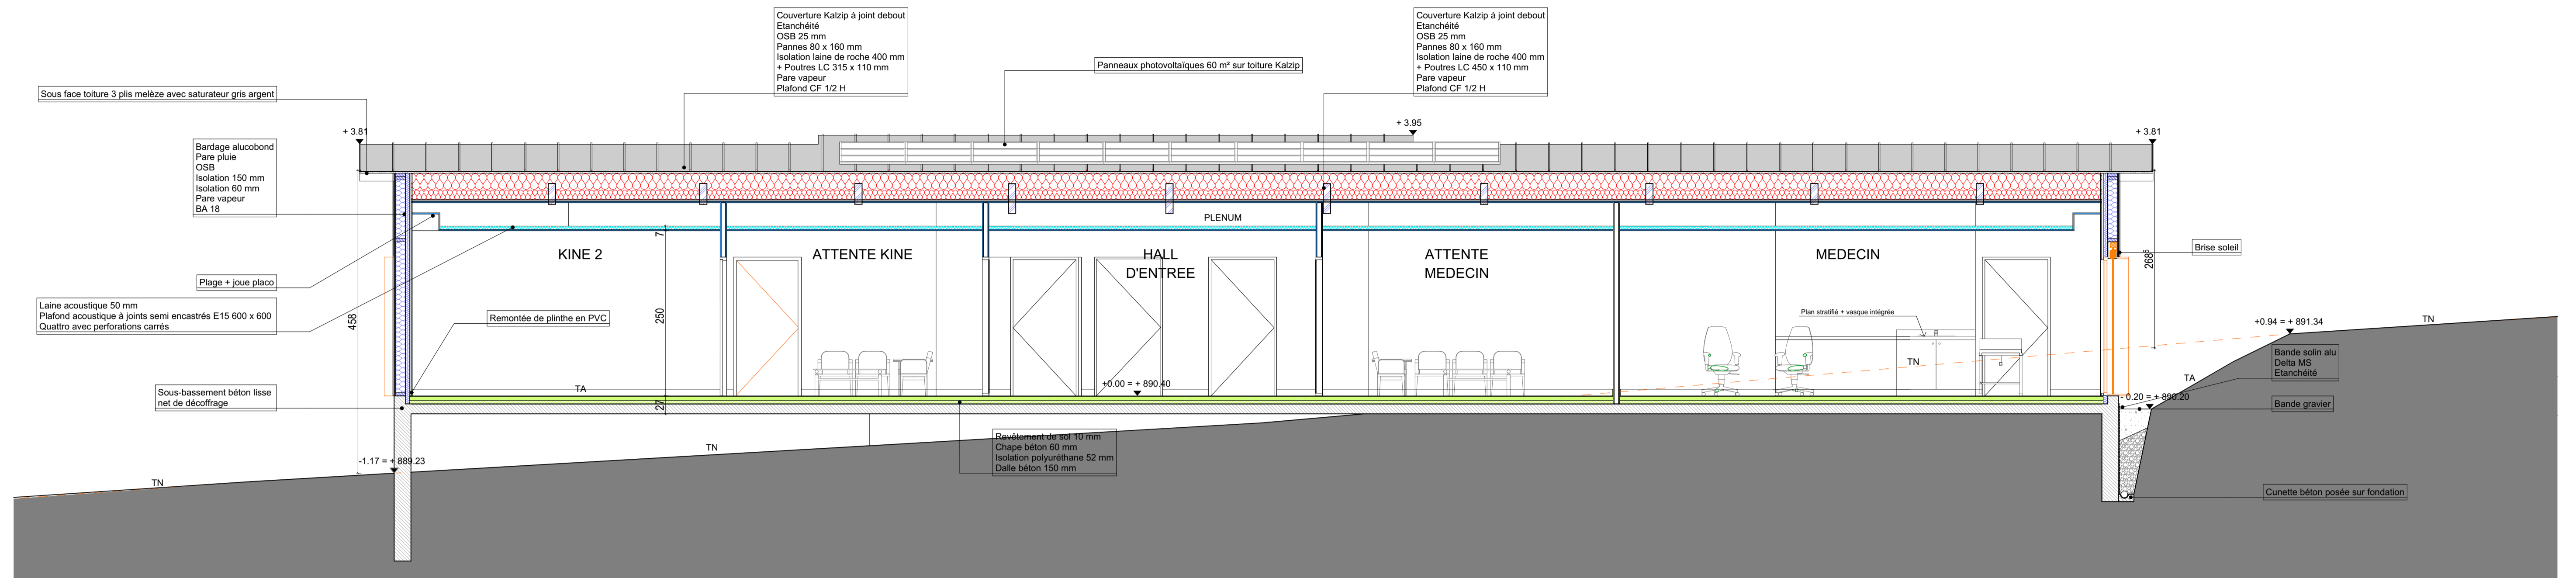 Couverture Kalzip à joint debout
Etanchéité
OSB 25 mm
Pannes 80 x 160 mm
Isolation laine de roche 400 mm
+ Poutres LC 315 x 110 mm
Pare vapeur
Plafond CF 1/2 H
Panneaux photovoltaïques 60 m² sur toiture Kalzip
Couverture Kalzip à joint debout
Etanchéité
OSB 25 mm
Pannes 80 x 160 mm
Isolation laine de roche 400 mm
+ Poutres LC 450 x 110 mm
Pare vapeur
Plafond CF 1/2 H
Sous face toiture 3 plis melèze avec saturateur gris argent
+ 3.81
+ 3.95
+ 3.81
Bardage alucobond
Pare pluie
OSB
Isolation 150 mm
Isolation 60 mm
Pare vapeur
BA 18
PLENUM
7
KINE 2
ATTENTE KINE
HALL
D'ENTREE
ATTENTE
MEDECIN
MEDECIN
Brise soleil
268⁵
Plage + joue placo
Laine acoustique 50 mm
Plafond acoustique à joints semi encastrés E15 600 x 600
Quattro avec perforations carrés
458
250
Remontée de plinthe en PVC
Plan stratifié + vasque intégrée
+0.94 = + 891.34
TN
Bande solin alu
Delta MS
Etanchéité
TN
TA
TA
+0.00 = + 890.40
- 0.20 = + 890.20
Sous-bassement béton lisse
net de décoffrage
27
Bande gravier
Revêtement de sol 10 mm
Chape béton 60 mm
Isolation polyuréthane 52 mm
Dalle béton 150 mm
TN
-1.17 = + 889.23
TN
Cunette béton posée sur fondation